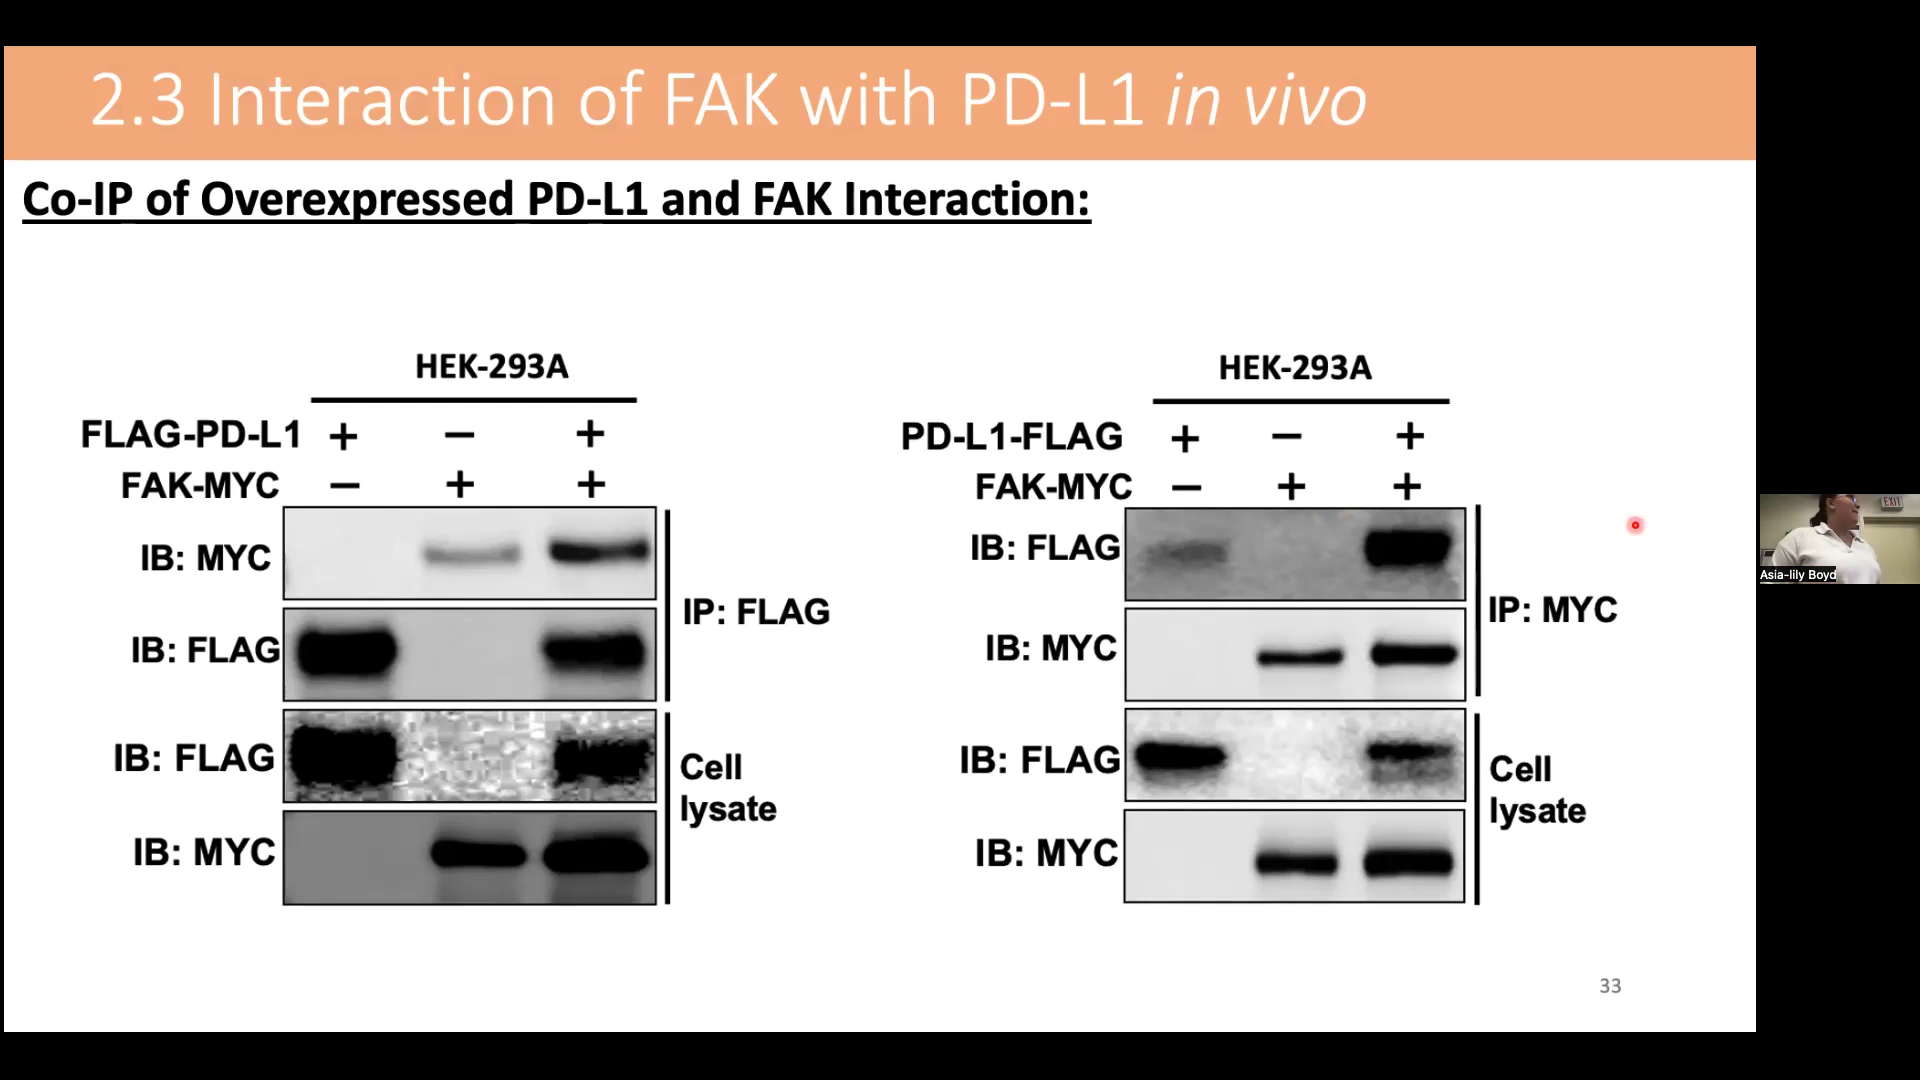 2.3 Interaction of FAK with PD-L1 in vivo
Co-IP of Overexpressed PD-L1 and FAK Interaction:
HEK-293A
FLAG-PD-L1 + − +
FAK-MYC − + +
IB: MYC
IB: FLAG
IP: FLAG
IB: FLAG
IB: MYC
Cell
lysate
HEK-293A
PD-L1-FLAG + − +
FAK-MYC − + +
IB: FLAG
IB: MYC
IP: MYC
IB: FLAG
IB: MYC
Cell
lysate
33
EXIT
Asia-lily Boyd